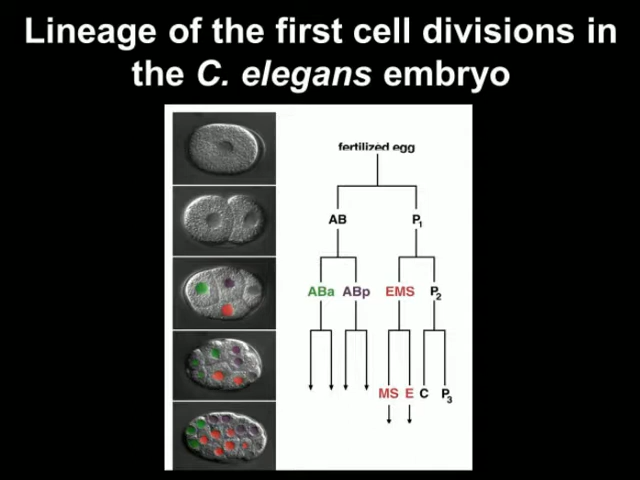 Lineage of the first cell divisions in
the C. elegans embryo
fertilized egg
AB P1
ABa ABp EMS P2
MS E C P3